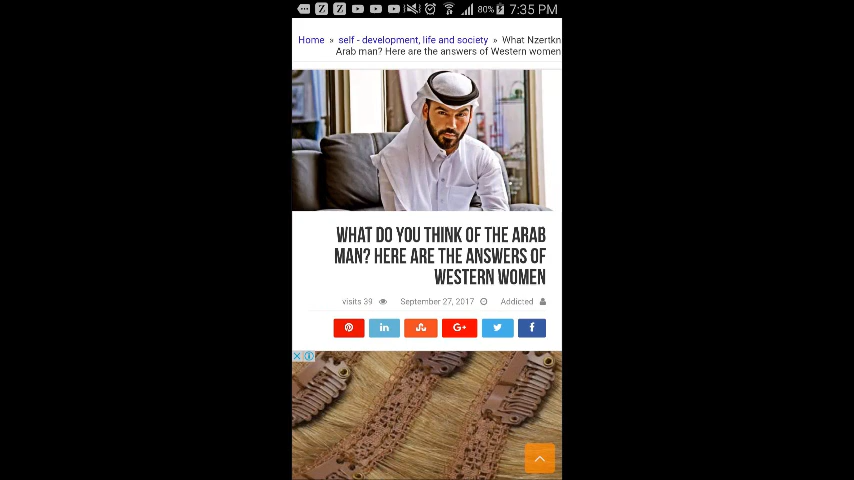 80% 7:35 PM
Home » self - development, life and society » What Nzertkn
Arab man? Here are the answers of Western women
WHAT DO YOU THINK OF THE ARAB
MAN? HERE ARE THE ANSWERS OF
WESTERN WOMEN
visits 39 September 27, 2017 Addicted